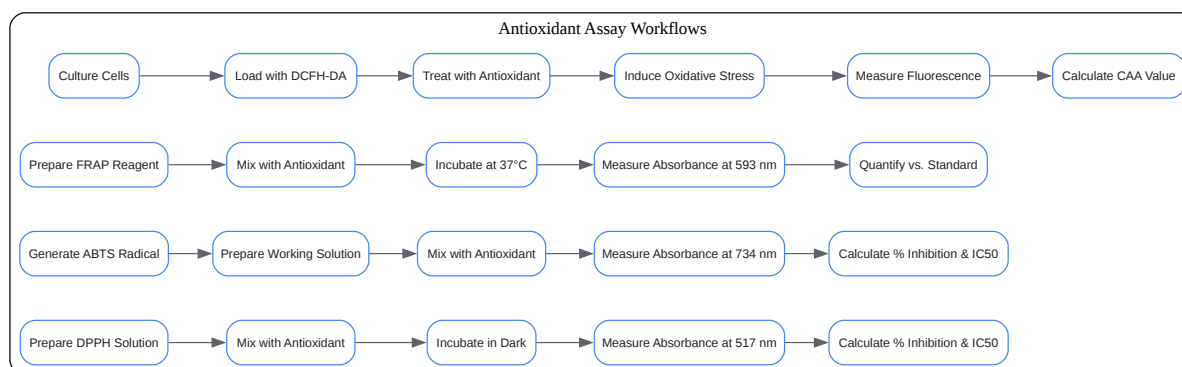 Antioxidant Assay Workflows
Culture Cells
Load with DCFH-DA
Treat with Antioxidant
Induce Oxidative Stress
Measure Fluorescence
Calculate CAA Value
Prepare FRAP Reagent
Mix with Antioxidant
Incubate at 37°C
Measure Absorbance at 593 nm
Quantify vs. Standard
Generate ABTS Radical
Prepare Working Solution
Mix with Antioxidant
Measure Absorbance at 734 nm
Calculate % Inhibition & IC50
Prepare DPPH Solution
Mix with Antioxidant
Incubate in Dark
Measure Absorbance at 517 nm
Calculate % Inhibition & IC50